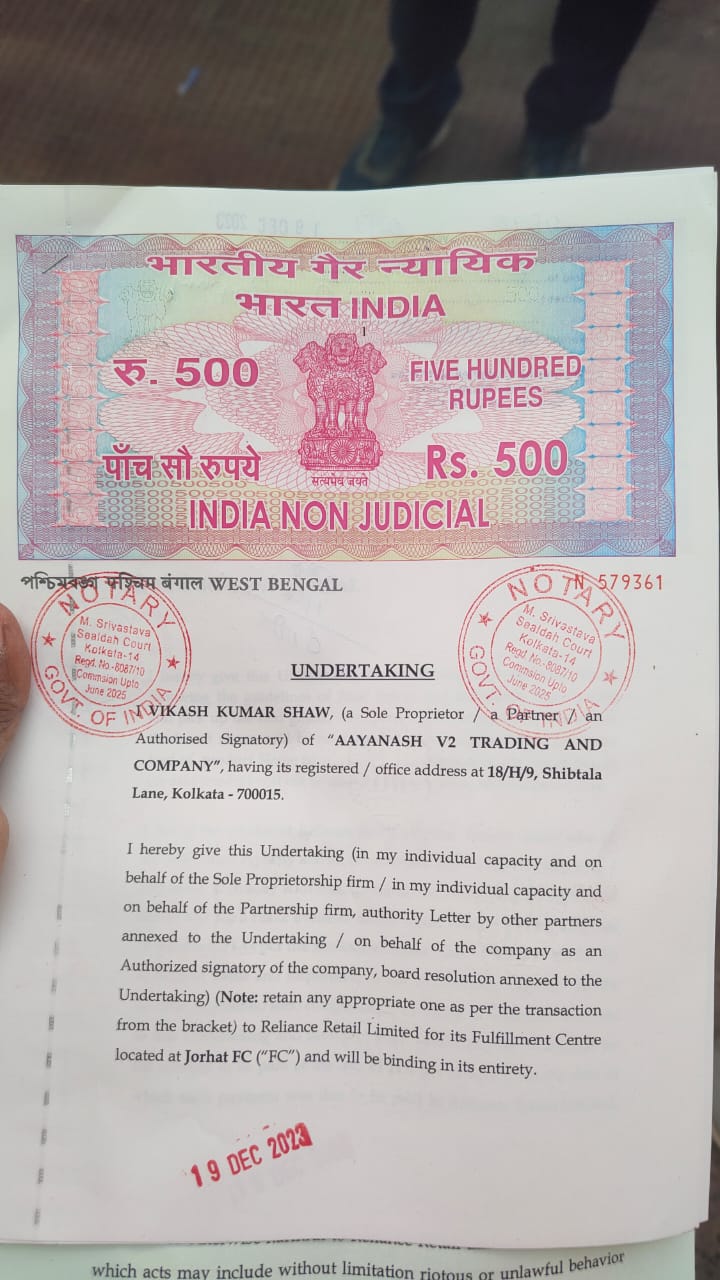 भारतीय गैर न्यायिक
भारत INDIA
रु. 500
FIVE HUNDRED
RUPEES
पाँच सौ रुपये
Rs. 500
सत्यमेव जयते
INDIA NON JUDICIAL
পশ্চিমবঙ্গ पश्चिम बंगाल WEST BENGAL
N 579361
NOTARY
M. Srivastava
Sealdah Court
Kolkata-14
Regd. No.-8087/10
Commsion Upto
June 2025
GOVT. OF INDIA
NOTARY
M. Srivastava
Sealdah Court
Kolkata-14
Regd. No.-8087/10
Commsion Upto
June 2025
GOVT. OF INDIA
UNDERTAKING
I VIKASH KUMAR SHAW, (a Sole Proprietor / a Partner / an
Authorised Signatory) of “AAYANASH V2 TRADING AND
COMPANY”, having its registered / office address at 18/H/9, Shibtala
Lane, Kolkata - 700015.
I hereby give this Undertaking (in my individual capacity and on
behalf of the Sole Proprietorship firm / in my individual capacity and
on behalf of the Partnership firm, authority Letter by other partners
annexed to the Undertaking / on behalf of the company as an
Authorized signatory of the company, board resolution annexed to the
Undertaking) (Note: retain any appropriate one as per the transaction
from the bracket) to Reliance Retail Limited for its Fulfillment Centre
located at Jorhat FC (“FC”) and will be binding in its entirety.
19 DEC 2023
which acts may include without limitation riotous or unlawful behavior